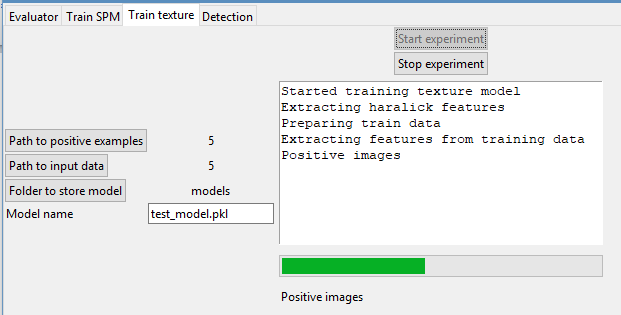 Evaluator Train SPM Train texture Detection
Start experiment
Stop experiment
Started training texture model
Extracting haralick features
Preparing train data
Extracting features from training data
Positive images
Path to positive examples 5
Path to input data 5
Folder to store model models
Model name test_model.pkl
Positive images